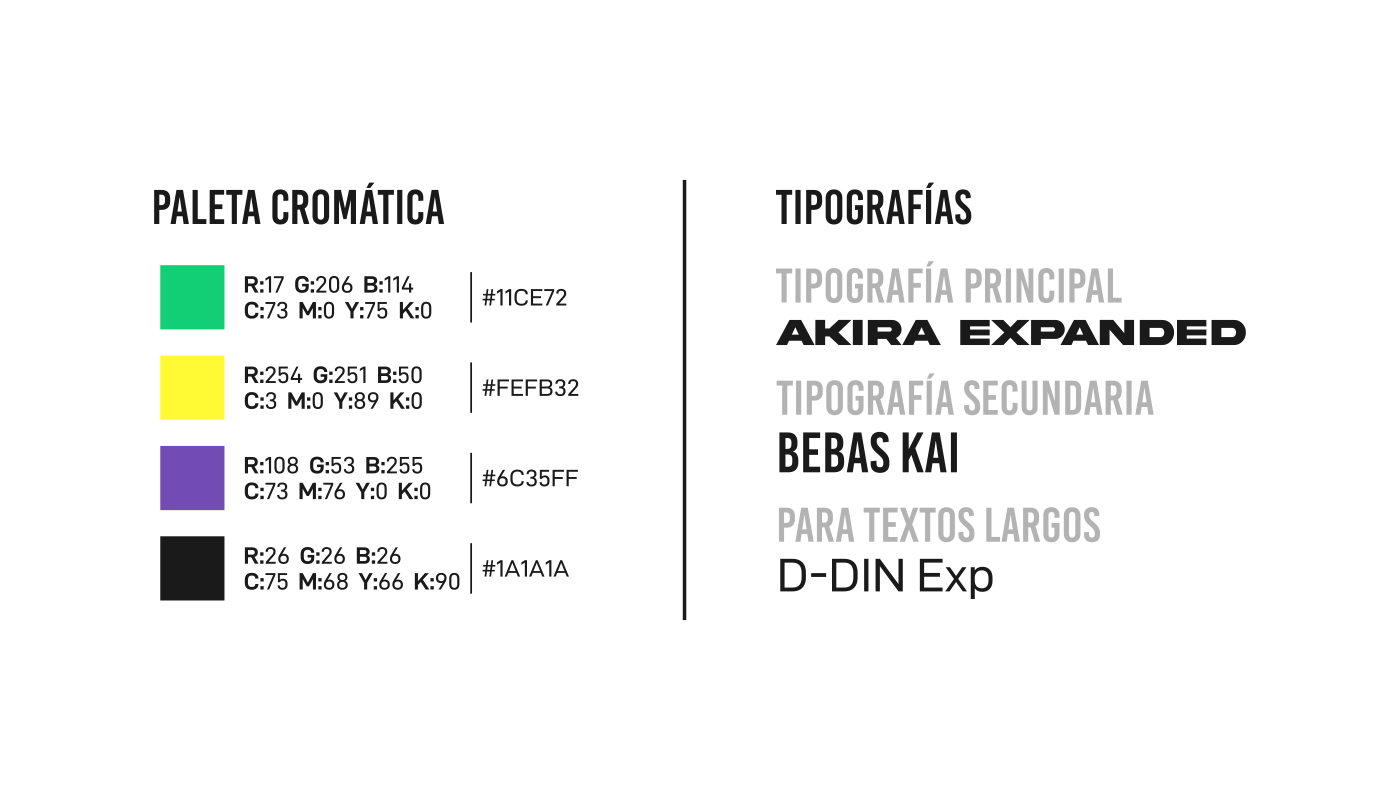 PALETA CROMÁTICA
R:17 G:206 B:114
C:73 M:0 Y:75 K:0
#11CE72
R:254 G:251 B:50
C:3 M:0 Y:89 K:0
#FEFB32
R:108 G:53 B:255
C:73 M:76 Y:0 K:0
#6C35FF
R:26 G:26 B:26
C:75 M:68 Y:66 K:90
#1A1A1A
TIPOGRAFÍAS
TIPOGRAFÍA PRINCIPAL
AKIRA EXPANDED
TIPOGRAFÍA SECUNDARIA
BEBAS KAI
PARA TEXTOS LARGOS
D-DIN Exp